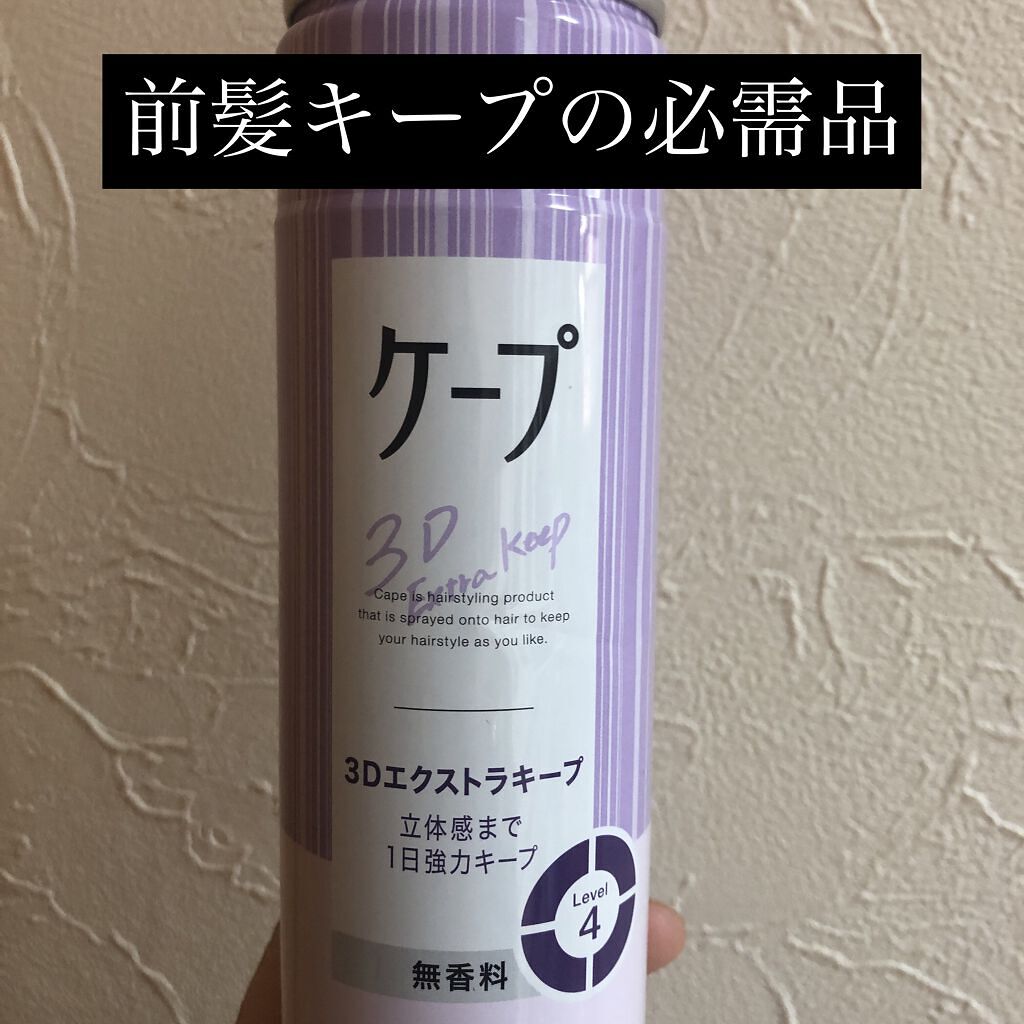 前髪キープの必需品
ケープ
3D
Extra Keep
Cape is hairstyling product
that is sprayed onto hair to keep
your hairstyle as you like.
3Dエクストラキープ
立体感まで
1日強力キープ
Level
4
無香料